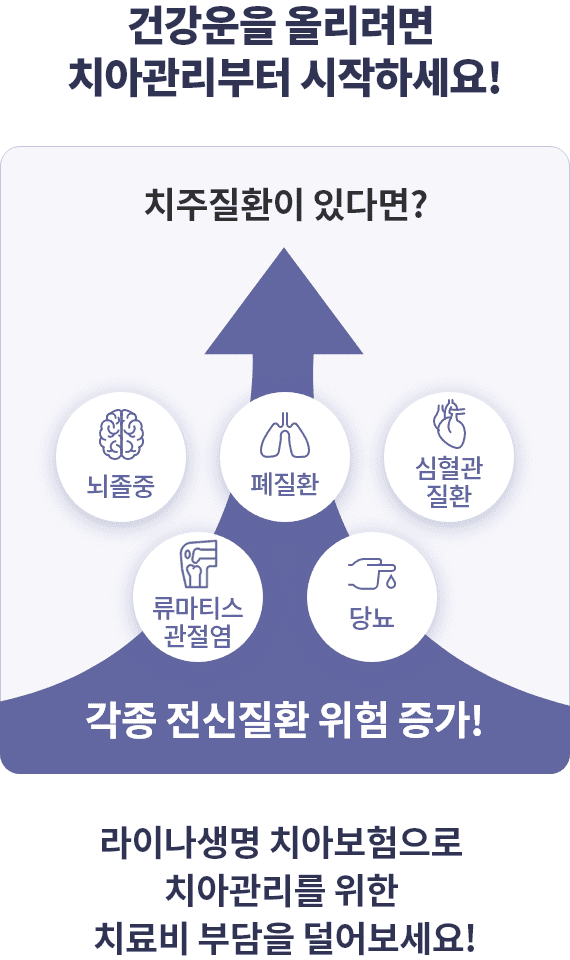 건강운을 올리려면
치아관리부터 시작하세요!
치주질환이 있다면?
뇌졸중
폐질환
심혈관
질환
류마티스
관절염
당뇨
각종 전신질환 위험 증가!
라이나생명 치아보험으로
치아관리를 위한
치료비 부담을 덜어보세요!